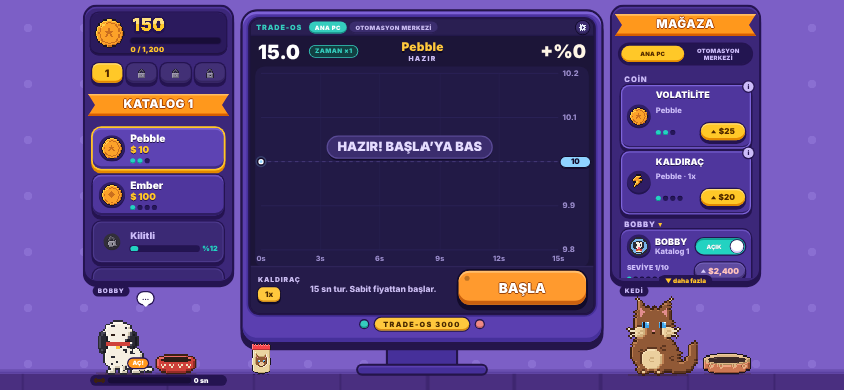 150
0 / 1,200
1
KATALOG 1
Pebble
$ 10
Ember
$ 100
Kilitli
%12
BOBBY
...
AÇI
0 sn
TRADE-OS
ANA PC
OTOMASYON MERKEZİ
15.0
ZAMAN ×1
Pebble
HAZIR
+%0
10.2
10.1
10
9.9
9.8
HAZIR! BAŞLA'YA BAS
0s
3s
6s
9s
12s
15s
KALDIRAÇ
1x
15 sn tur. Sabit fiyattan başlar.
BAŞLA
TRADE-OS 3000
MAĞAZA
ANA PC
OTOMASYON
MERKEZİ
COİN
VOLATİLİTE
Pebble
$25
KALDIRAÇ
Pebble · 1x
$20
BOBBY ▼
BOBBY
Katalog 1
AÇIK
SEVİYE 1/10
$2,400
▼ daha fazla
KEDİ